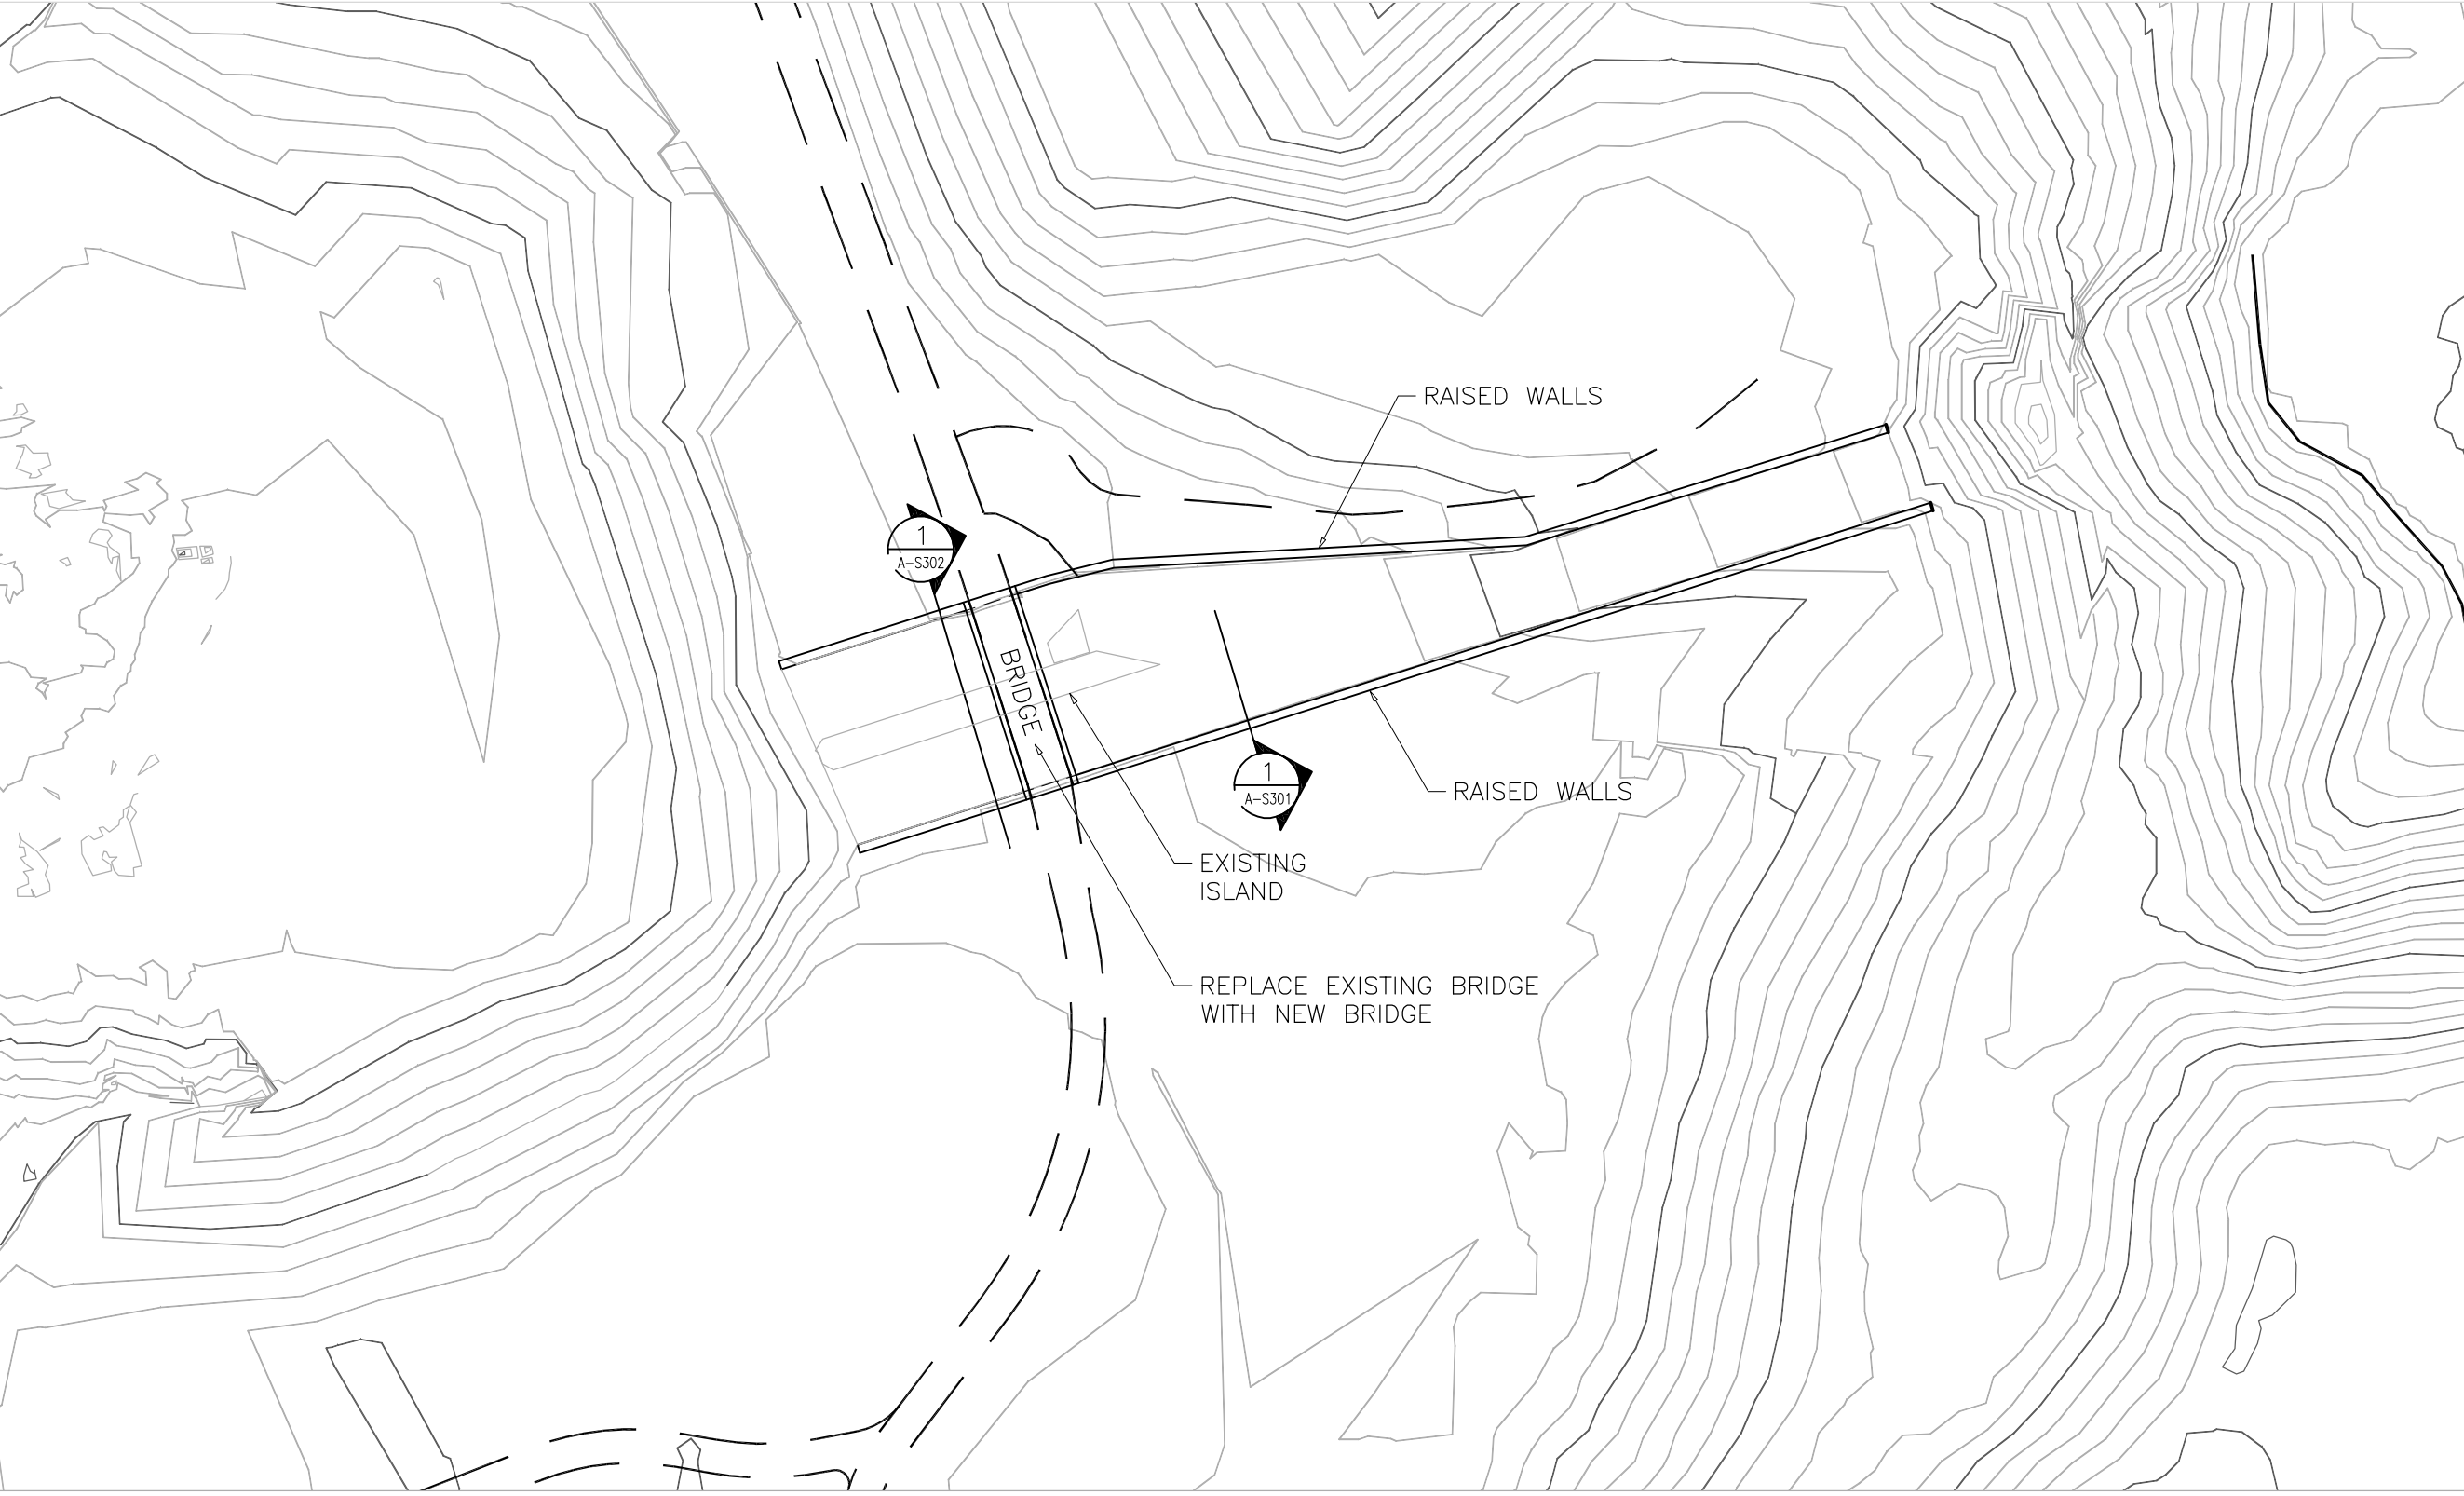 RAISED WALLS
1
A-S302
BRIDGE
1
A-S301
RAISED WALLS
EXISTING
ISLAND
REPLACE EXISTING BRIDGE
WITH NEW BRIDGE